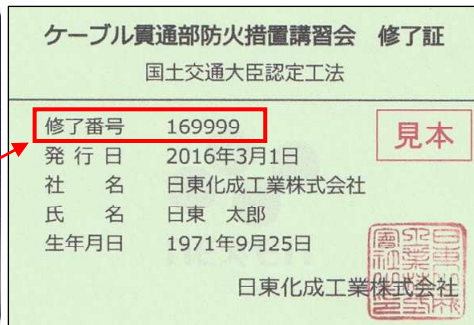 ケーブル貫通部防火措置講習会　修了証
国土交通大臣認定工法
修了番号　169999
見本
発 行 日　2016年3月1日
社　　名　日東化成工業株式会社
氏　　名　日東　太郎
生年月日　1971年9月25日
日東化成工業株式会社